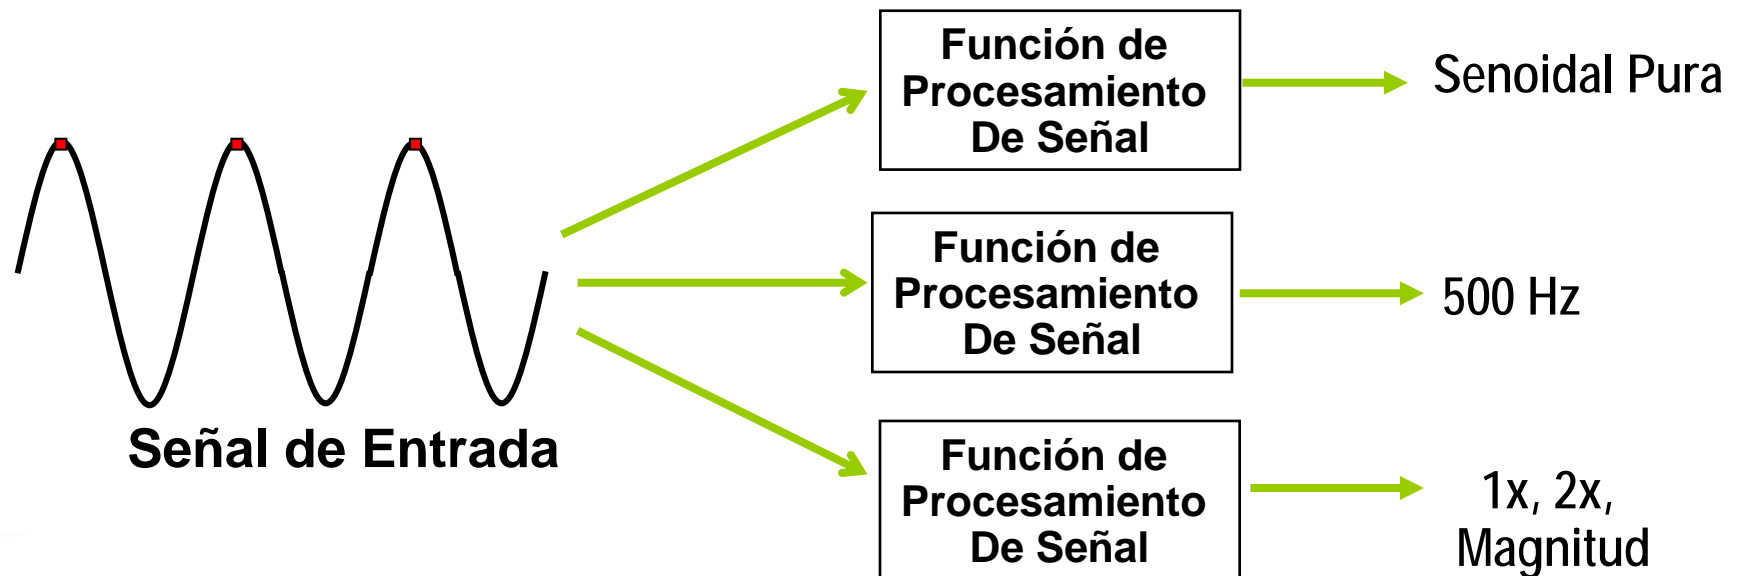 Señal de Entrada
Función de
Procesamiento
De Señal
Senoidal Pura
Función de
Procesamiento
De Señal
500 Hz
Función de
Procesamiento
De Señal
1x, 2x,
Magnitud